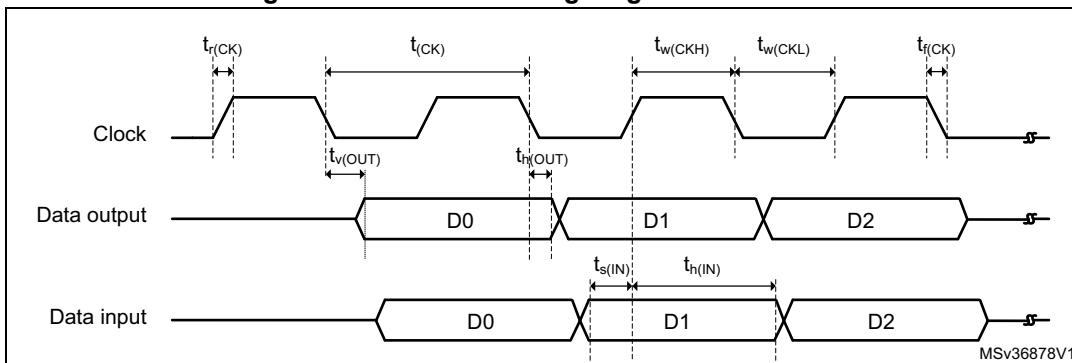 tr(CK) t(CK) tw(CKH) tw(CKL) tf(CK)
Clock
tv(OUT) th(OUT)
Data output D0 D1 D2
ts(IN) th(IN)
Data input D0 D1 D2
MSv36878V1